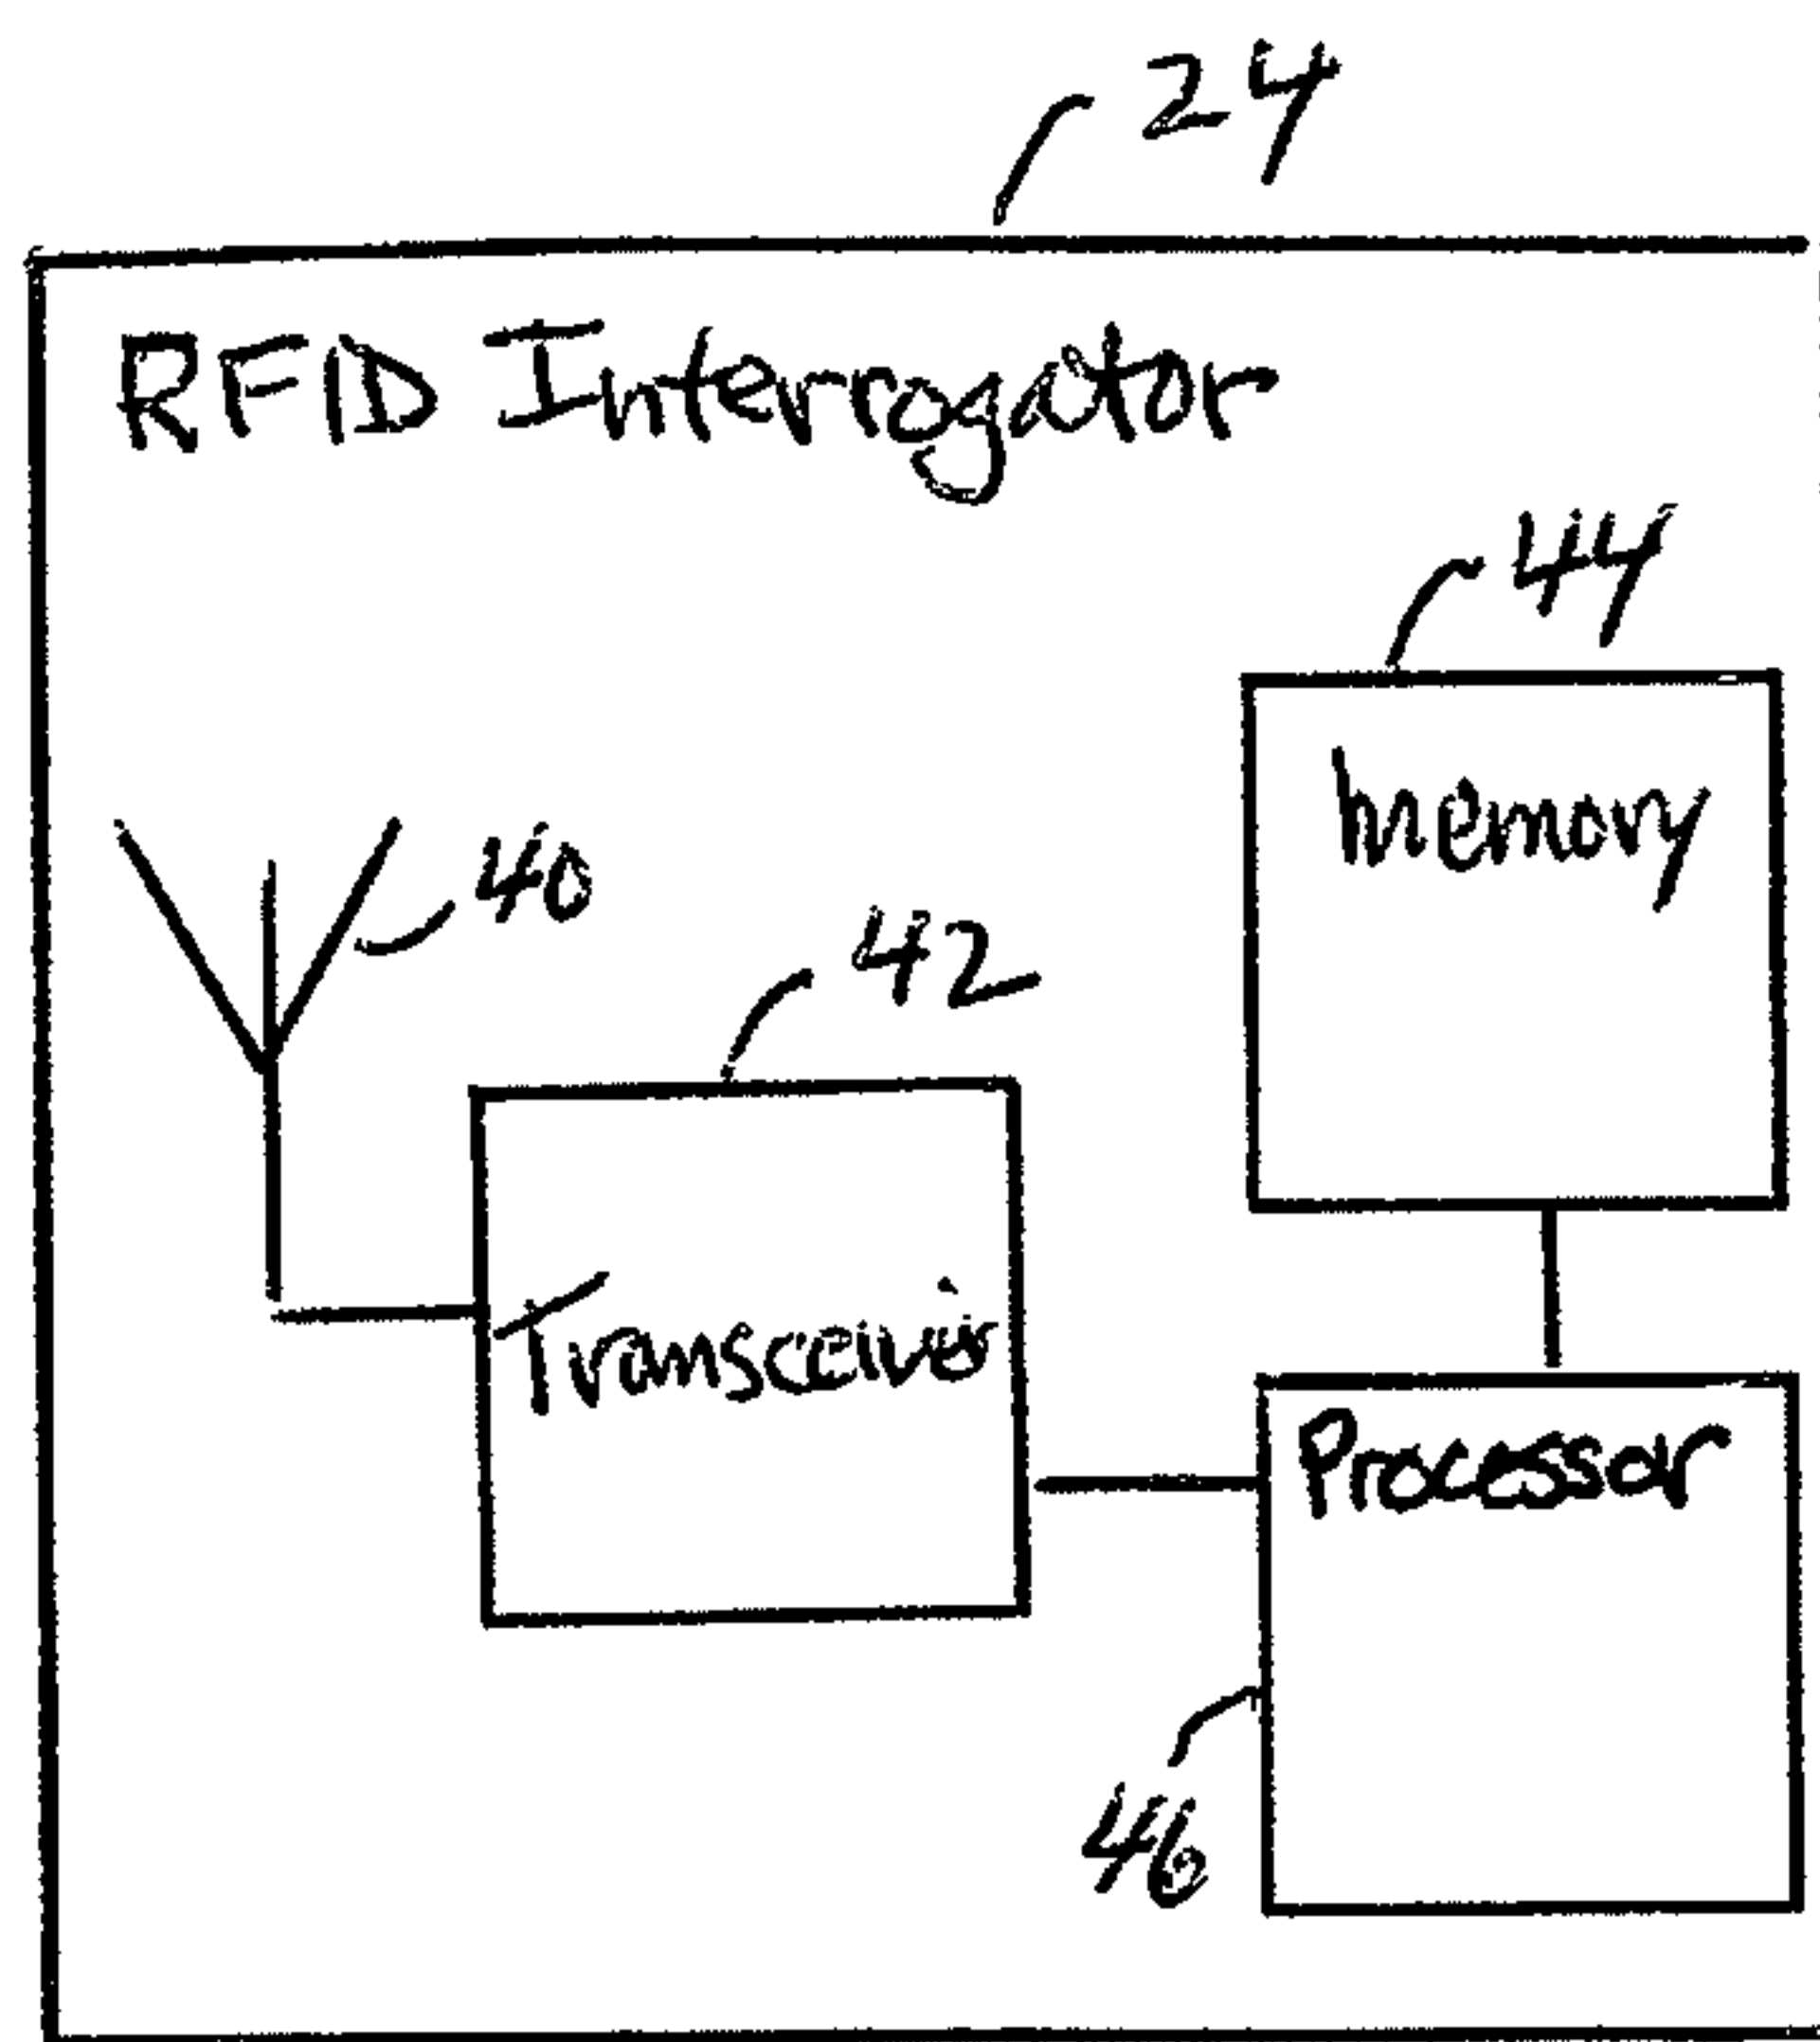 24
RFID Interrogator
44
Memory
40
42
Transceiver
Processor
46